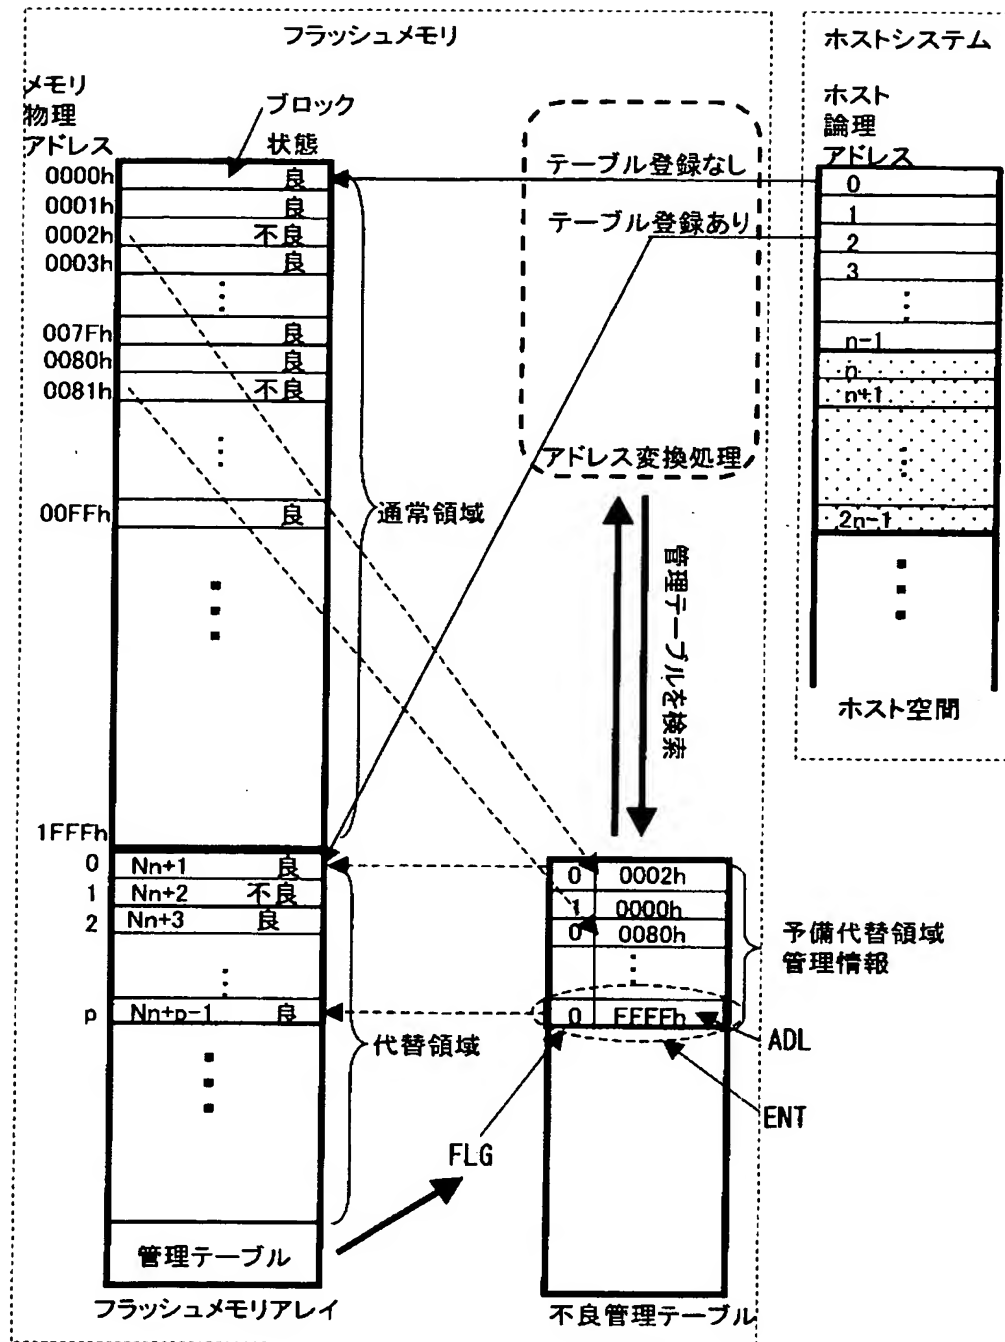 フラッシュメモリ
ホストシステム
メモリ
物理
アドレス
ブロック
状態
ホスト
論理
アドレス
0000h 良
0001h 良
0002h 不良
0003h 良
007Fh 良
0080h 良
0081h 不良
00FFh 良
1FFFh
通常領域
テーブル登録なし
テーブル登録あり
アドレス変換処理
管理テーブルを検索
0
1
2
3
n-1
n
n+1
2n-1
ホスト空間
0 Nn+1 良
1 Nn+2 不良
2 Nn+3 良
p Nn+p-1 良
代替領域
管理テーブル
フラッシュメモリアレイ
0 0002h
1 0000h
0 0080h
0 FFFFh
予備代替領域
管理情報
ADL
ENT
FLG
不良管理テーブル